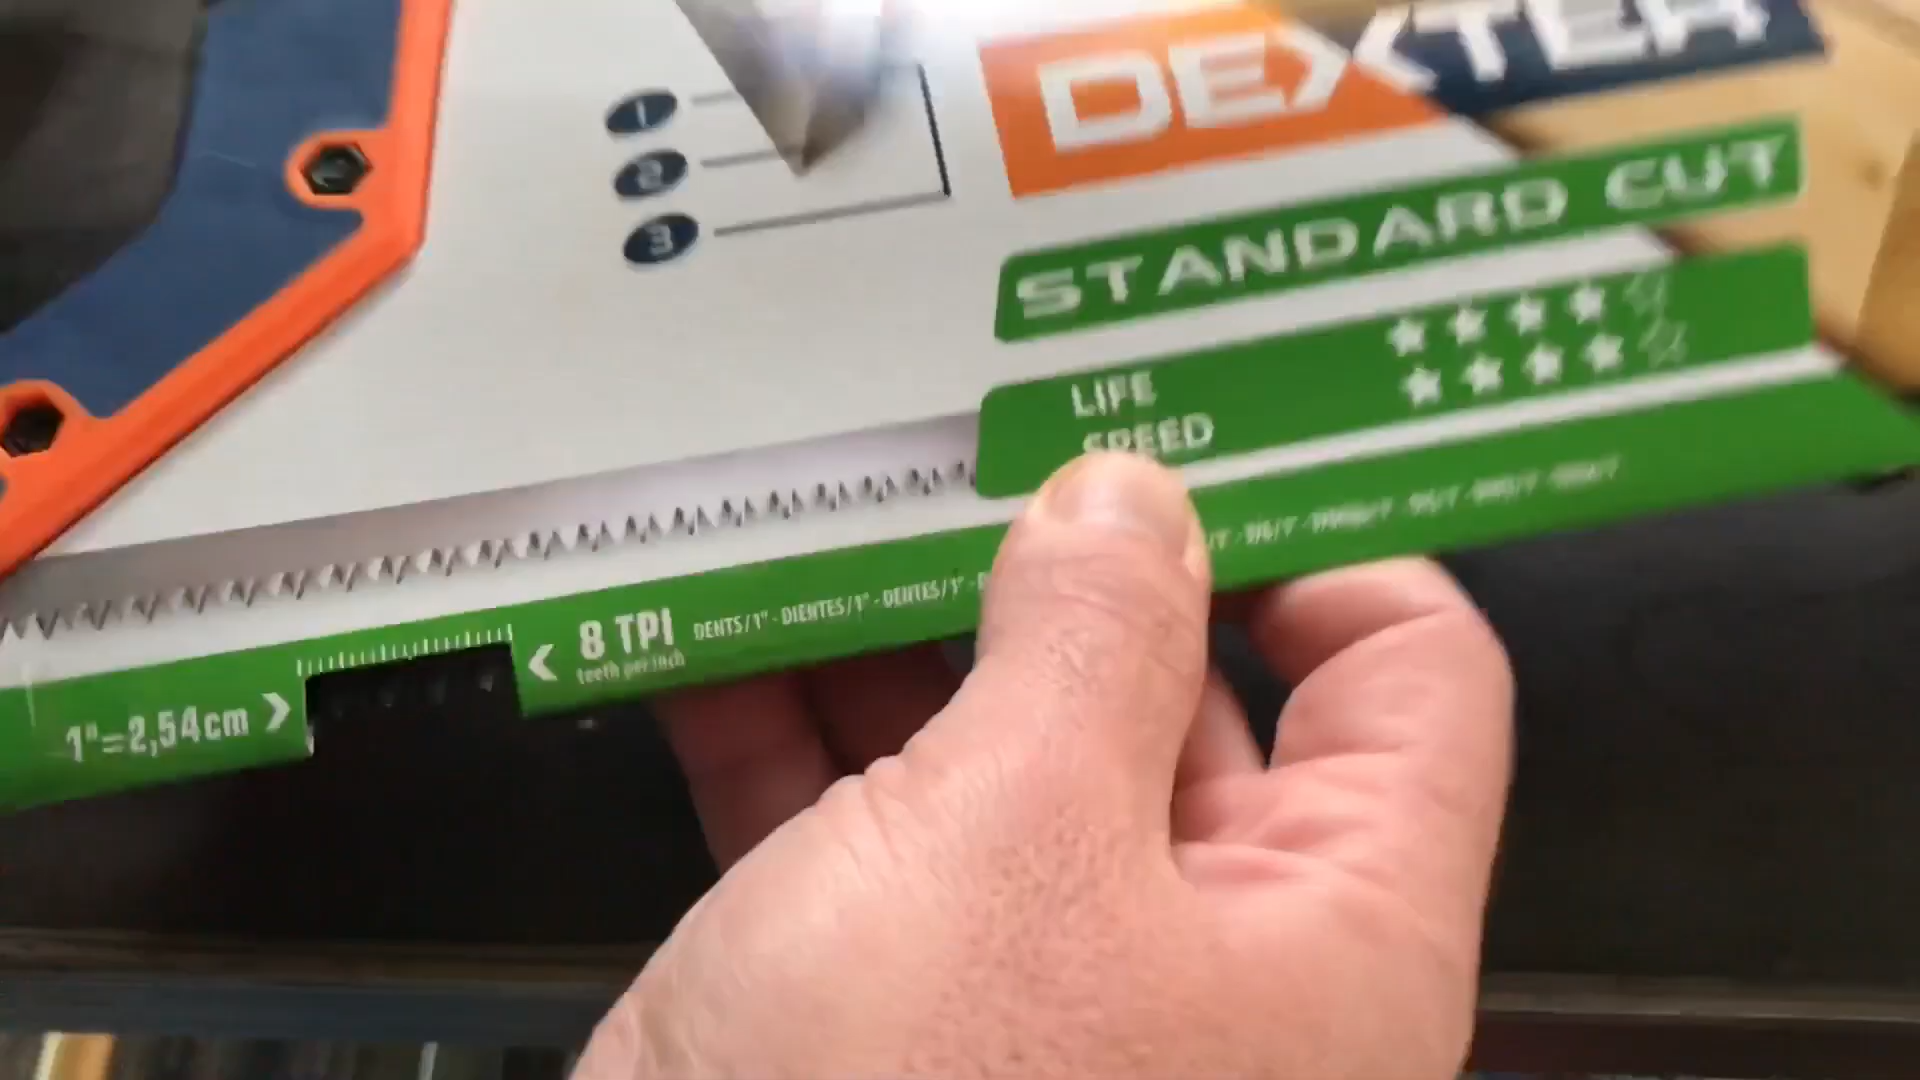 DEXTER
1
2
3
STANDARD CUT
LIFE
SPEED
8 TPI
teeth per inch
DENTS/1" - DIENTES/1" - DENTES/1" -
1"=2,54cm